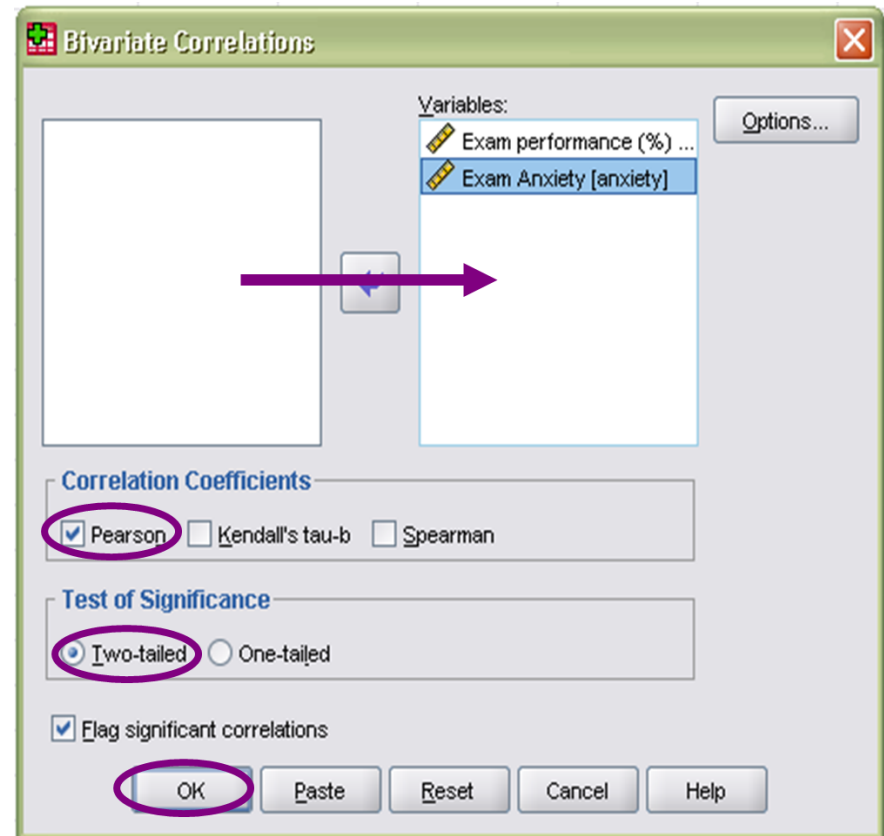 Bivariate Correlations
Variables:
Exam performance (%) ...
Exam Anxiety [anxiety]
Options...
Correlation Coefficients
Pearson Kendall's tau-b Spearman
Test of Significance
Two-tailed One-tailed
Flag significant correlations
OK Paste Reset Cancel Help